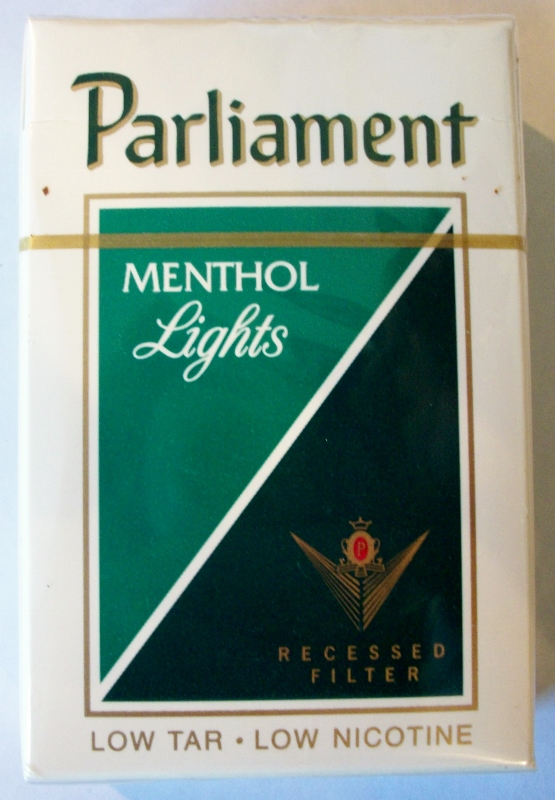 Parliament
MENTHOL
Lights
P
RECESSED
FILTER
LOW TAR • LOW NICOTINE